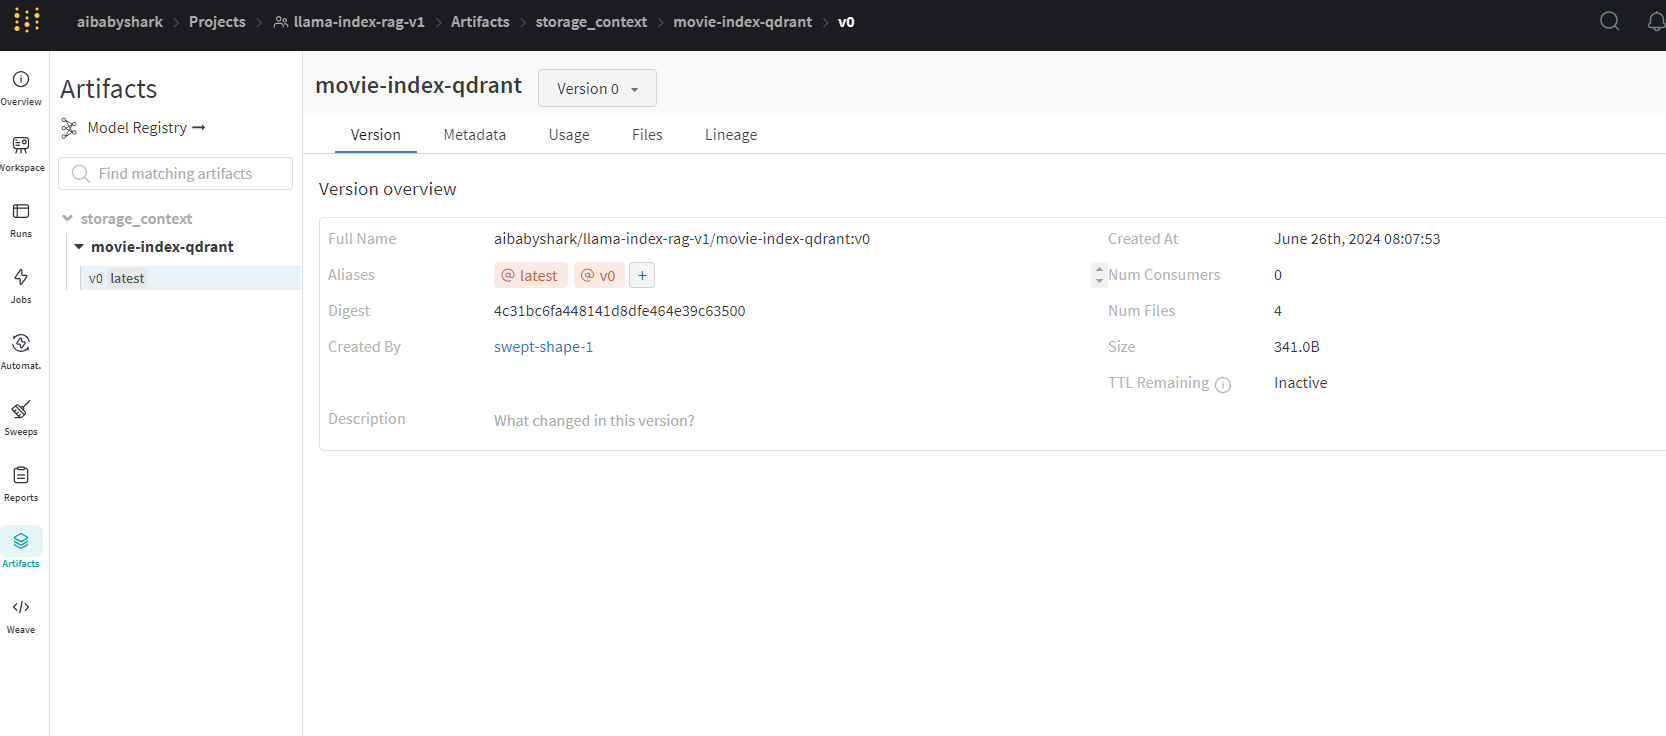 aibabyshark > Projects > llama-index-rag-v1 > Artifacts > storage_context > movie-index-qdrant > v0
Overview
Workspace
Runs
Jobs
Automat.
Sweeps
Reports
Artifacts
Weave
Artifacts
Model Registry →
Find matching artifacts
storage_context
movie-index-qdrant
v0 latest
movie-index-qdrant Version 0
Version Metadata Usage Files Lineage
Version overview
Full Name aibabyshark/llama-index-rag-v1/movie-index-qdrant:v0
Aliases @ latest @ v0 +
Digest 4c31bc6fa448141d8dfe464e39c63500
Created By swept-shape-1
Description What changed in this version?
Created At June 26th, 2024 08:07:53
Num Consumers 0
Num Files 4
Size 341.0B
TTL Remaining Inactive